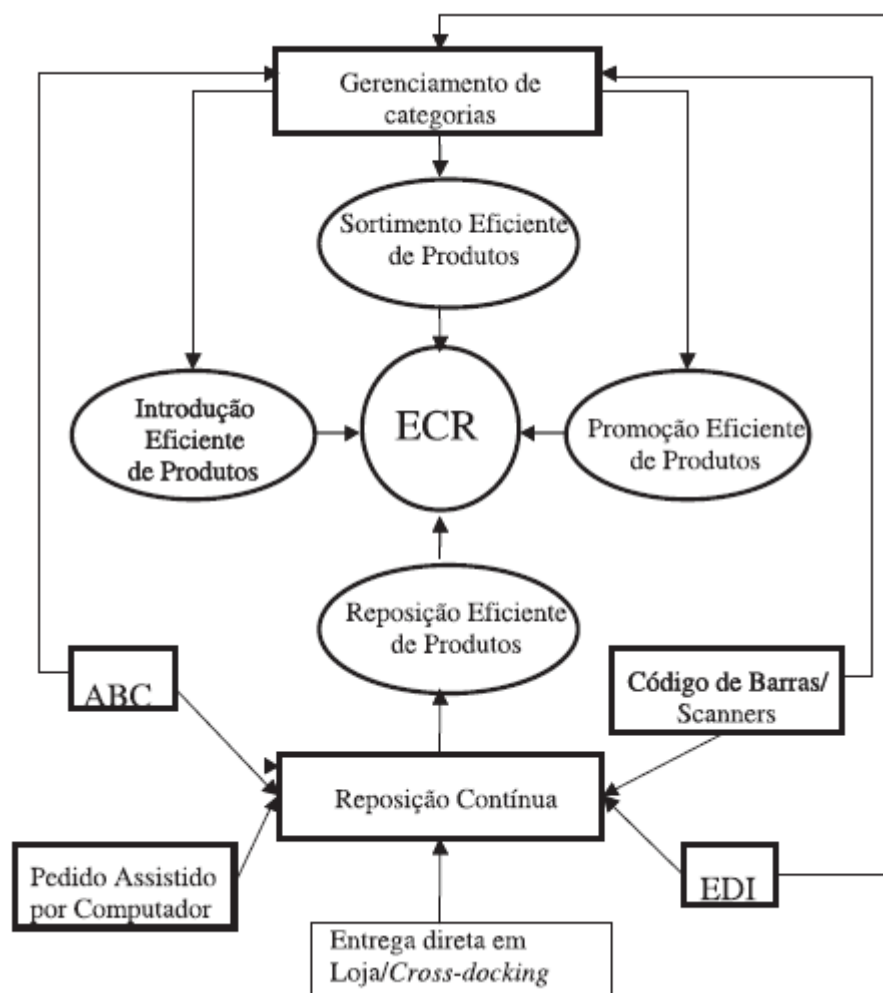 Gerenciamento de
categorias
Sortimento Eficiente
de Produtos
Introdução
Eficiente
de Produtos
ECR
Promoção Eficiente
de Produtos
Reposição Eficiente
de Produtos
ABC
Código de Barras/
Scanners
Reposição Contínua
Pedido Assistido
por Computador
EDI
Entrega direta em
Loja/Cross-docking